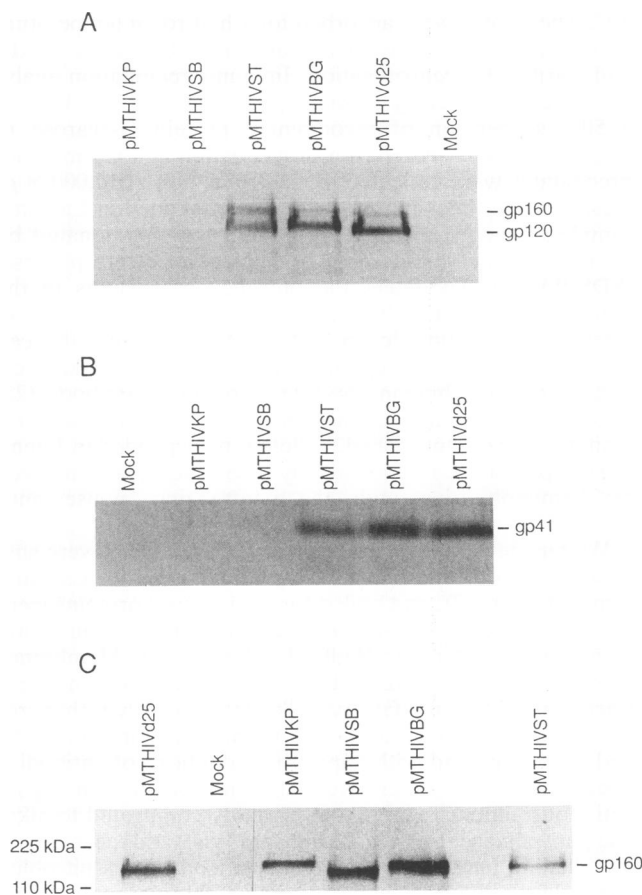 A
pMTHIVKP
pMTHIVSB
pMTHIVST
pMTHIVBG
pMTHIVd25
Mock
gp160
gp120
B
Mock
pMTHIVKP
pMTHIVSB
pMTHIVST
pMTHIVBG
pMTHIVd25
gp41
C
pMTHIVd25
Mock
pMTHIVKP
pMTHIVSB
pMTHIVBG
pMTHIVST
225 kDa
110 kDa
gp160